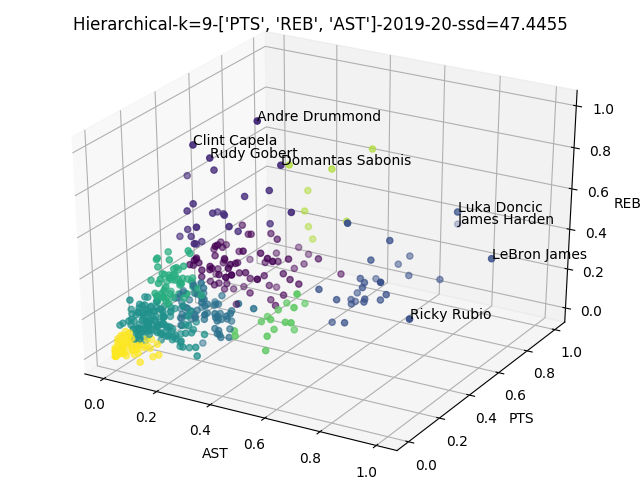 Hierarchical-k=9-['PTS', 'REB', 'AST']-2019-20-ssd=47.4455
Andre Drummond
Clint Capela
Rudy Gobert
Domantas Sabonis
Luka Doncic
James Harden
LeBron James
Ricky Rubio
1.0
0.8
0.6
REB
0.4
0.2
0.0
0.0
0.2
0.4
0.6
0.8
1.0
AST
0.0
0.2
0.4
0.6
0.8
1.0
PTS